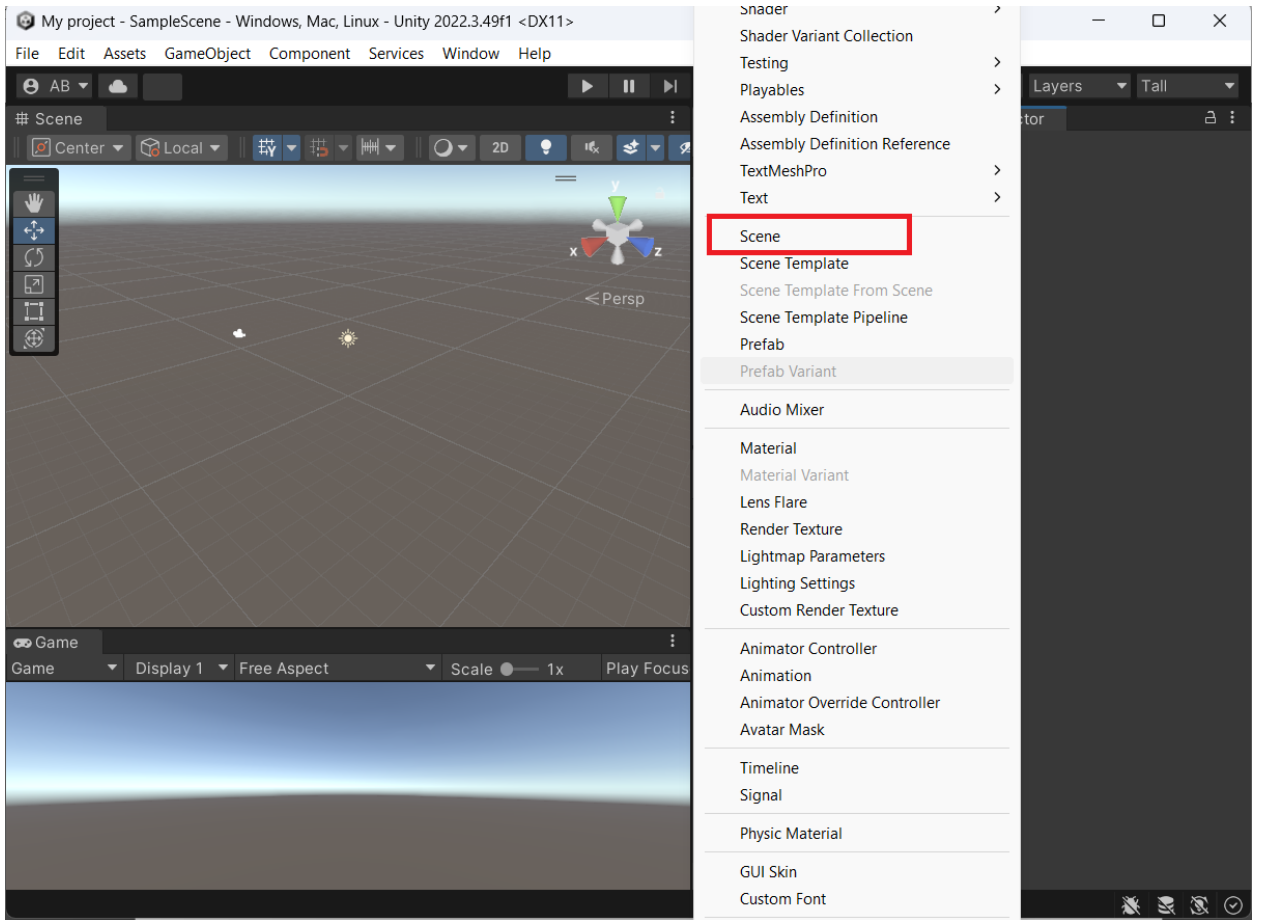 My project - SampleScene - Windows, Mac, Linux - Unity 2022.3.49f1 <DX11>
File Edit Assets GameObject Component Services Window Help
AB
Layers
Tall
# Scene
ctor
Center
Local
2D
y
x
z
Persp
Game
Game
Display 1
Free Aspect
Scale
1x
Play Focus
Shader
Shader Variant Collection
Testing
Playables
Assembly Definition
Assembly Definition Reference
TextMeshPro
Text
Scene
Scene Template
Scene Template From Scene
Scene Template Pipeline
Prefab
Prefab Variant
Audio Mixer
Material
Material Variant
Lens Flare
Render Texture
Lightmap Parameters
Lighting Settings
Custom Render Texture
Animator Controller
Animation
Animator Override Controller
Avatar Mask
Timeline
Signal
Physic Material
GUI Skin
Custom Font